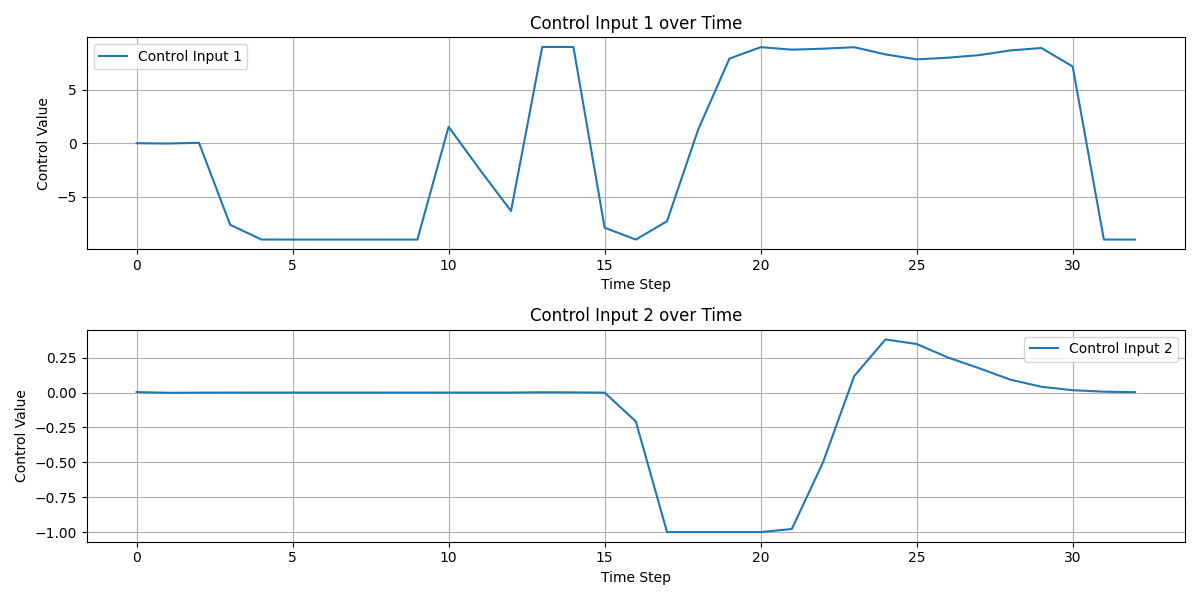 Control Input 1 over Time
Control Input 1
Control Value
5
0
−5
0 5 10 15 20 25 30
Time Step
Control Input 2 over Time
Control Input 2
Control Value
0.25
0.00
−0.25
−0.50
−0.75
−1.00
0 5 10 15 20 25 30
Time Step